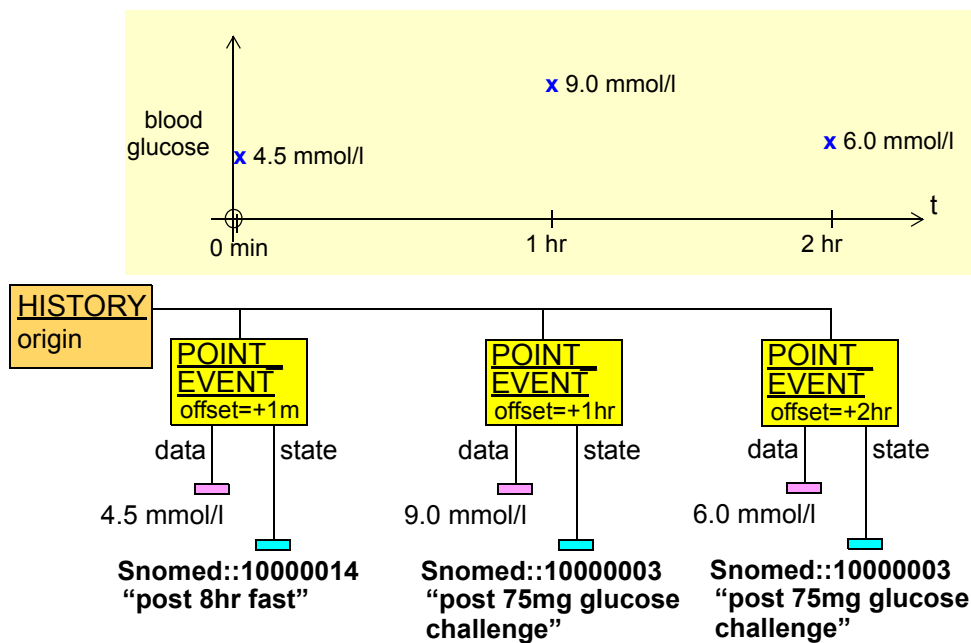 x 9.0 mmol/l
blood
glucose
x 4.5 mmol/l
x 6.0 mmol/l
t
0 min
1 hr
2 hr
HISTORY
origin
POINT_
EVENT
offset=+1m
POINT_
EVENT
offset=+1hr
POINT_
EVENT
offset=+2hr
data
state
data
state
data
state
4.5 mmol/l
9.0 mmol/l
6.0 mmol/l
Snomed::10000014
“post 8hr fast”
Snomed::10000003
“post 75mg glucose
challenge”
Snomed::10000003
“post 75mg glucose
challenge”